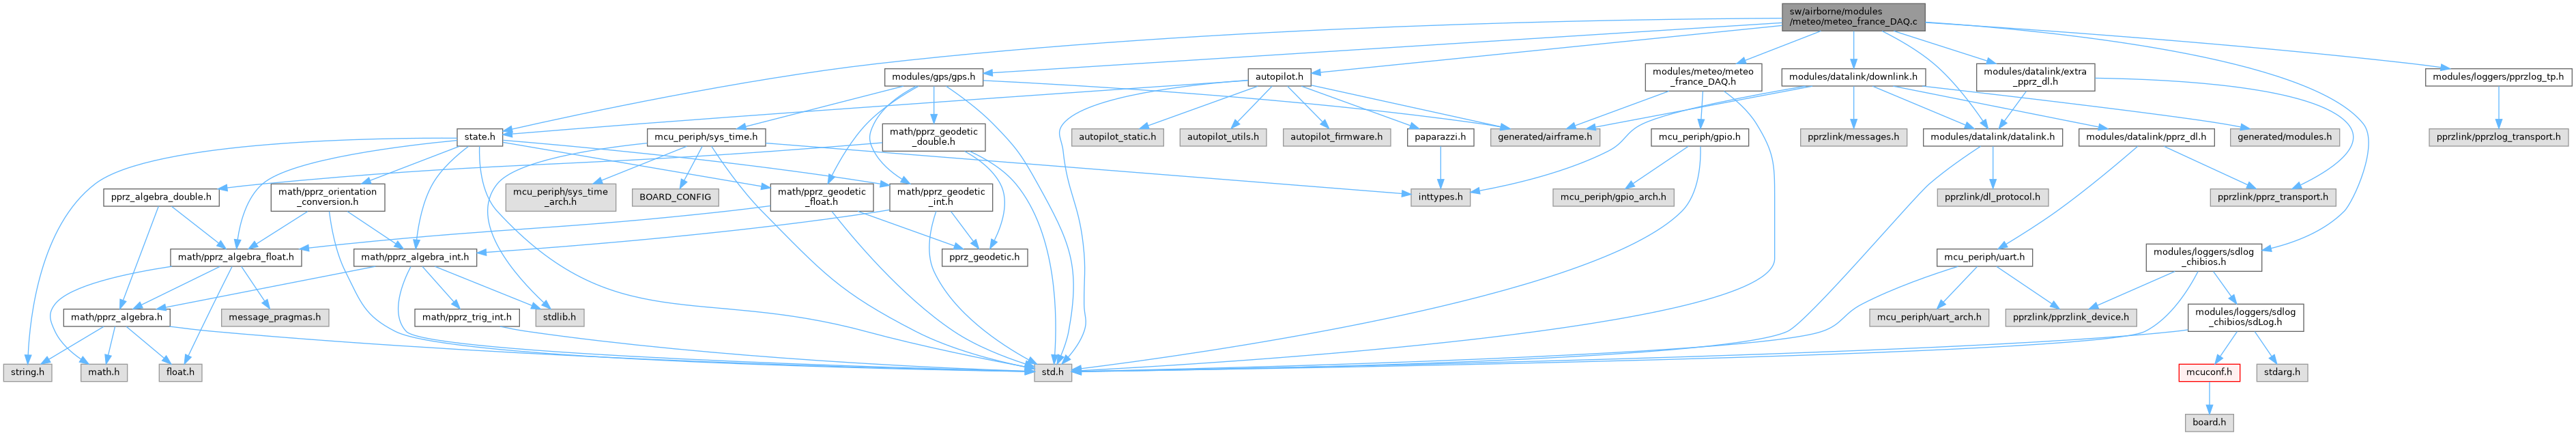 sw/airborne/modules
/meteo/meteo_france_DAQ.c
modules/gps/gps.h
autopilot.h
modules/meteo/meteo
_france_DAQ.h
modules/datalink/downlink.h
modules/datalink/extra
_pprz_dl.h
modules/loggers/pprzlog_tp.h
state.h
mcu_periph/sys_time.h
math/pprz_geodetic
_double.h
autopilot_static.h
autopilot_utils.h
autopilot_firmware.h
paparazzi.h
generated/airframe.h
mcu_periph/gpio.h
pprzlink/messages.h
modules/datalink/datalink.h
modules/datalink/pprz_dl.h
generated/modules.h
pprzlink/pprzlog_transport.h
pprz_algebra_double.h
math/pprz_orientation
_conversion.h
mcu_periph/sys_time
_arch.h
BOARD_CONFIG
math/pprz_geodetic
_float.h
math/pprz_geodetic
_int.h
inttypes.h
mcu_periph/gpio_arch.h
pprzlink/dl_protocol.h
pprzlink/pprz_transport.h
math/pprz_algebra_float.h
math/pprz_algebra_int.h
pprz_geodetic.h
mcu_periph/uart.h
modules/loggers/sdlog
_chibios.h
math/pprz_algebra.h
message_pragmas.h
math/pprz_trig_int.h
stdlib.h
mcu_periph/uart_arch.h
pprzlink/pprzlink_device.h
modules/loggers/sdlog
_chibios/sdLog.h
string.h
math.h
float.h
std.h
mcuconf.h
stdarg.h
board.h